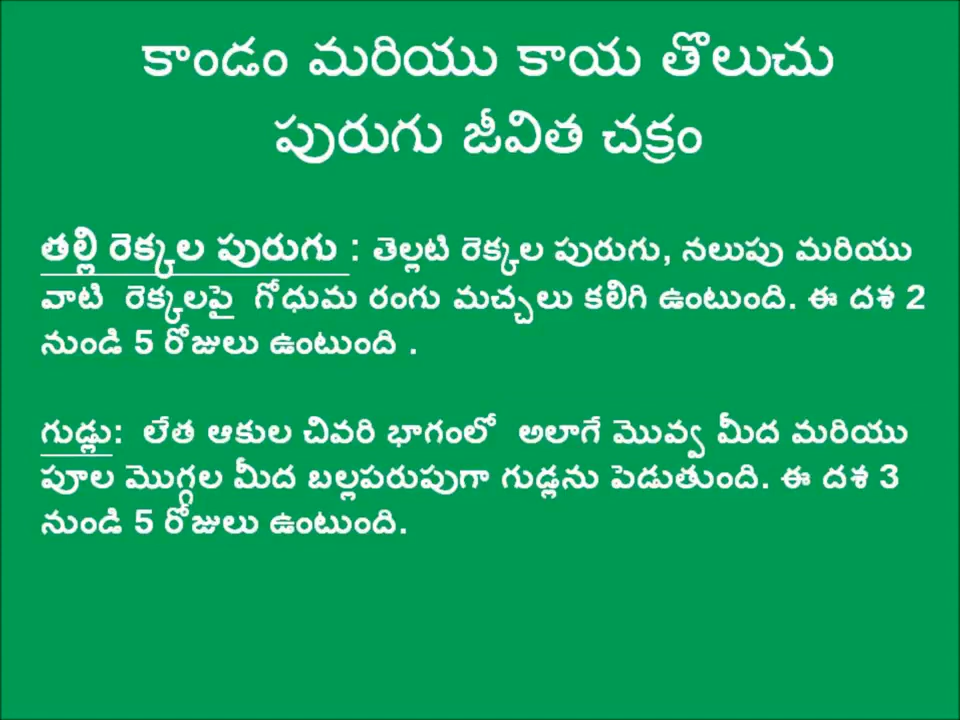 కాండం మరియు కాయ తొలుచు
పురుగు జీవిత చక్రం
తల్లి రెక్కల పురుగు : తెల్లటి రెక్కల పురుగు, నలుపు మరియు
వాటి రెక్కలపై గోధుమ రంగు మచ్చలు కలిగి ఉంటుంది. ఈ దశ 2
నుండి 5 రోజులు ఉంటుంది .
గుడ్లు: లేత ఆకుల చివరి భాగంలో అలాగే మొవ్వ మీద మరియు
పూల మొగ్గల మీద బల్లపరుపుగా గుడ్లను పెడుతుంది. ఈ దశ 3
నుండి 5 రోజులు ఉంటుంది.